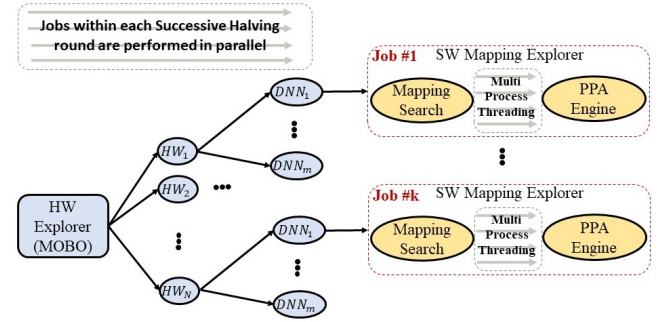 Jobs within each Successive Halving
round are performed in parallel
Job #1 SW Mapping Explorer
Mapping
Search
Multi
Process
Threading
PPA
Engine
DNN₁
DNNₘ
HW₁
HW₂
HW
Explorer
(MOBO)
HW_N
Job #k SW Mapping Explorer
DNN₁
Mapping
Search
Multi
Process
Threading
PPA
Engine
DNNₘ